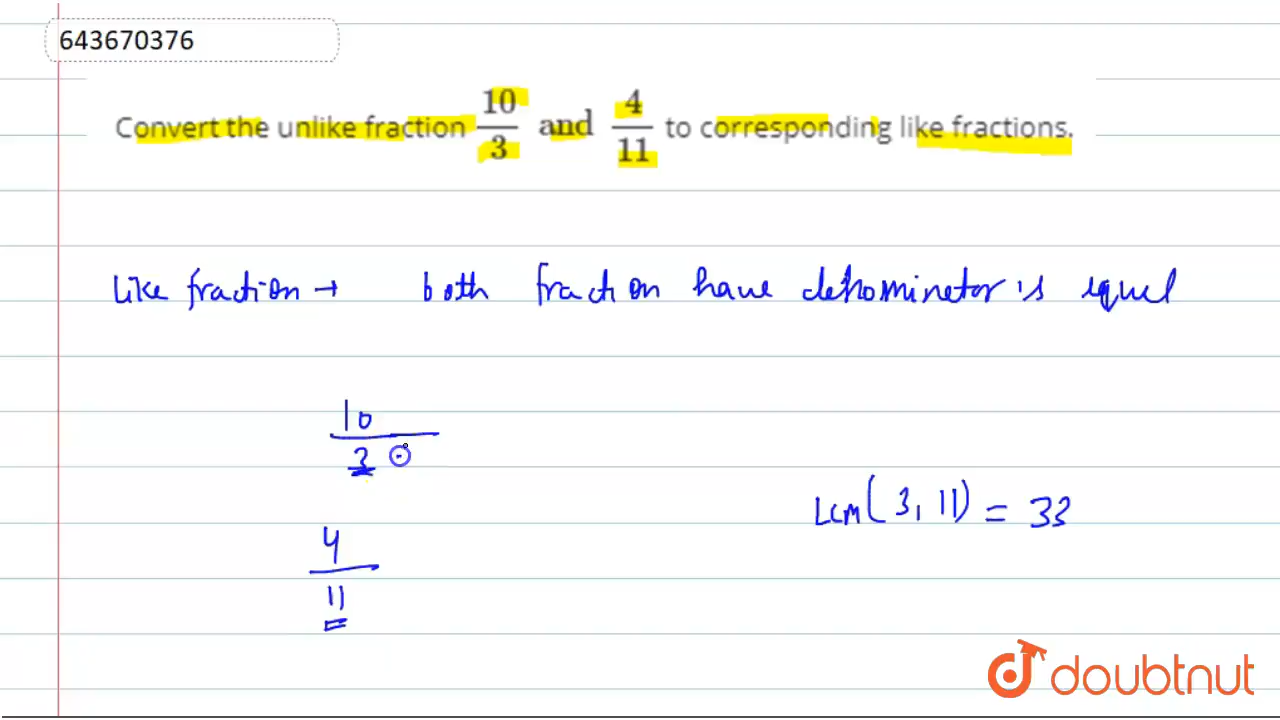 643670376
Convert the unlike fraction 10/3 and 4/11 to corresponding like fractions.
Like fraction → both fraction have denominator is equal
10
3 ⊙
LCM(3, 11) = 33
4
11
doubtnut